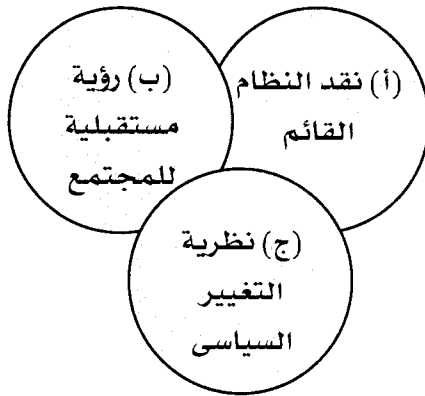 (أ) نقد النظام
القائم
(ب) رؤية
مستقبلية
للمجتمع
(ج) نظرية
التغيير
السياسى